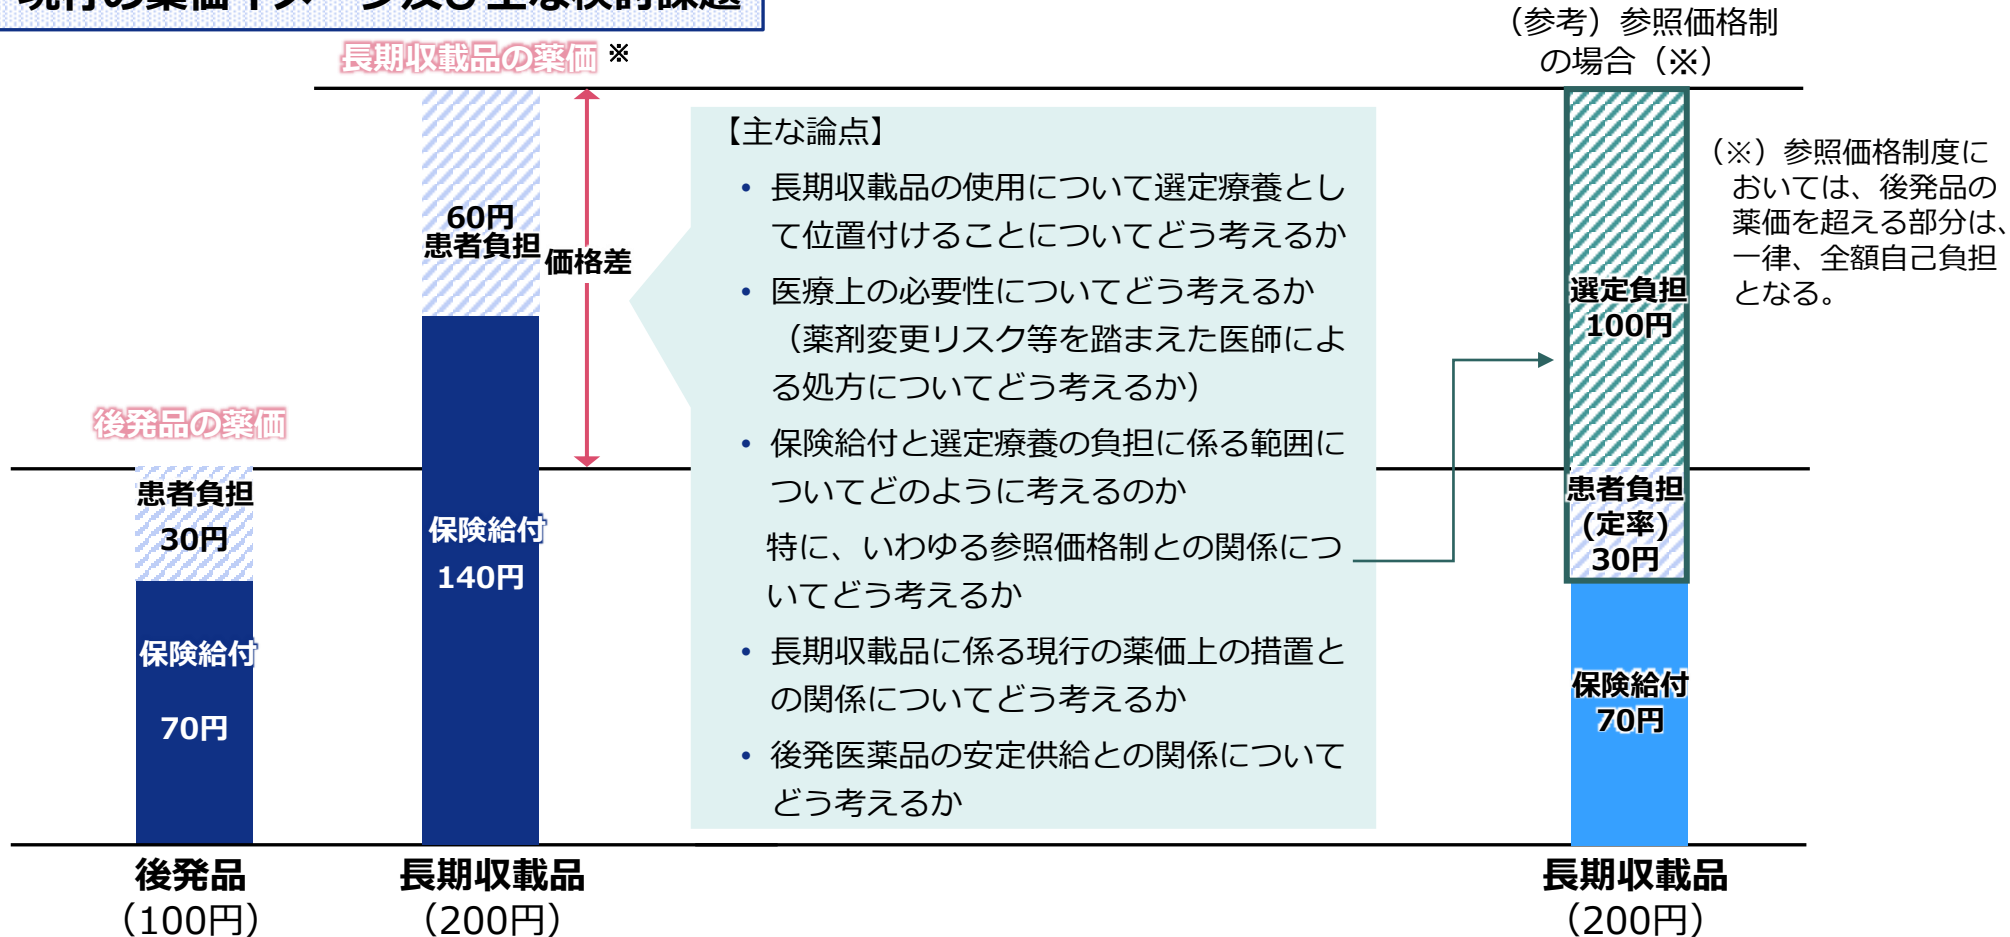 現行の薬価イメージ及び主な検討課題
長期収載品の薬価 ※
60円
患者負担
価格差
保険給付
140円
後発品の薬価
患者負担
30円
保険給付
70円
【主な論点】
• 長期収載品の使用について選定療養とし
て位置付けることについてどう考えるか
• 医療上の必要性についてどう考えるか
（薬剤変更リスク等を踏まえた医師によ
る処方についてどう考えるか）
• 保険給付と選定療養の負担に係る範囲に
ついてどのように考えるのか
特に、いわゆる参照価格制との関係につ
いてどう考えるか
• 長期収載品に係る現行の薬価上の措置と
の関係についてどう考えるか
• 後発医薬品の安定供給との関係について
どう考えるか
（参考）参照価格制
の場合（※）
選定負担
100円
患者負担
(定率)
30円
保険給付
70円
（※）参照価格制度に
おいては、後発品の
薬価を超える部分は、
一律、全額自己負担
となる。
後発品
（100円）
長期収載品
（200円）
長期収載品
（200円）